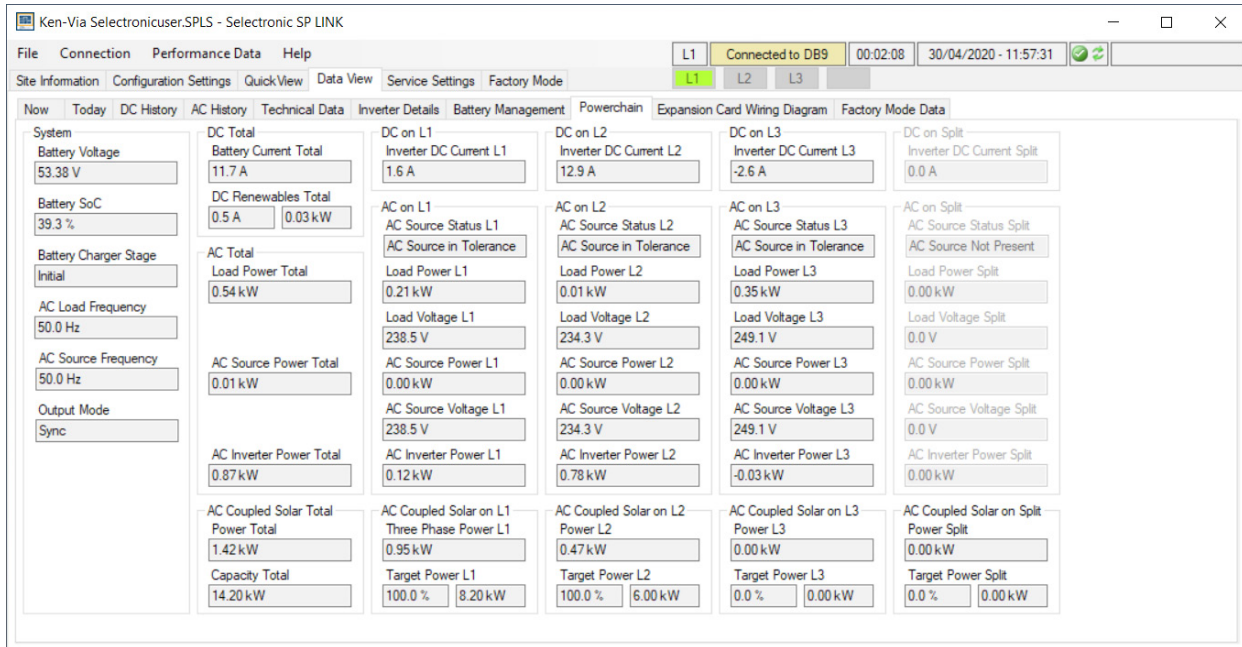 Ken-Via Selectronicuser.SPLS - Selectronic SP LINK
File Connection Performance Data Help L1 Connected to DB9 00:02:08 30/04/2020 - 11:57:31
Site Information Configuration Settings Quick View Data View Service Settings Factory Mode L1 L2 L3
Now Today DC History AC History Technical Data Inverter Details Battery Management Powerchain Expansion Card Wiring Diagram Factory Mode Data
System
Battery Voltage
53.38 V
Battery SoC
39.3 %
Battery Charger Stage
Initial
AC Load Frequency
50.0 Hz
AC Source Frequency
50.0 Hz
Output Mode
Sync
DC Total
Battery Current Total
11.7 A
DC Renewables Total
0.5 A 0.03 kW
AC Total
Load Power Total
0.54 kW
AC Source Power Total
0.01 kW
AC Inverter Power Total
0.87 kW
AC Coupled Solar Total
Power Total
1.42 kW
Capacity Total
14.20 kW
DC on L1
Inverter DC Current L1
1.6 A
AC on L1
AC Source Status L1
AC Source in Tolerance
Load Power L1
0.21 kW
Load Voltage L1
238.5 V
AC Source Power L1
0.00 kW
AC Source Voltage L1
238.5 V
AC Inverter Power L1
0.12 kW
AC Coupled Solar on L1
Three Phase Power L1
0.95 kW
Target Power L1
100.0 % 8.20 kW
DC on L2
Inverter DC Current L2
12.9 A
AC on L2
AC Source Status L2
AC Source in Tolerance
Load Power L2
0.01 kW
Load Voltage L2
234.3 V
AC Source Power L2
0.00 kW
AC Source Voltage L2
234.3 V
AC Inverter Power L2
0.78 kW
AC Coupled Solar on L2
Power L2
0.47 kW
Target Power L2
100.0 % 6.00 kW
DC on L3
Inverter DC Current L3
-2.6 A
AC on L3
AC Source Status L3
AC Source in Tolerance
Load Power L3
0.35 kW
Load Voltage L3
249.1 V
AC Source Power L3
0.00 kW
AC Source Voltage L3
249.1 V
AC Inverter Power L3
-0.03 kW
AC Coupled Solar on L3
Power L3
0.00 kW
Target Power L3
0.0 % 0.00 kW
DC on Split
Inverter DC Current Split
0.0 A
AC on Split
AC Source Status Split
AC Source Not Present
Load Power Split
0.00 kW
Load Voltage Split
0.0 V
AC Source Power Split
0.00 kW
AC Source Voltage Split
0.0 V
AC Inverter Power Split
0.00 kW
AC Coupled Solar on Split
Power Split
0.00 kW
Target Power Split
0.0 % 0.00 kW